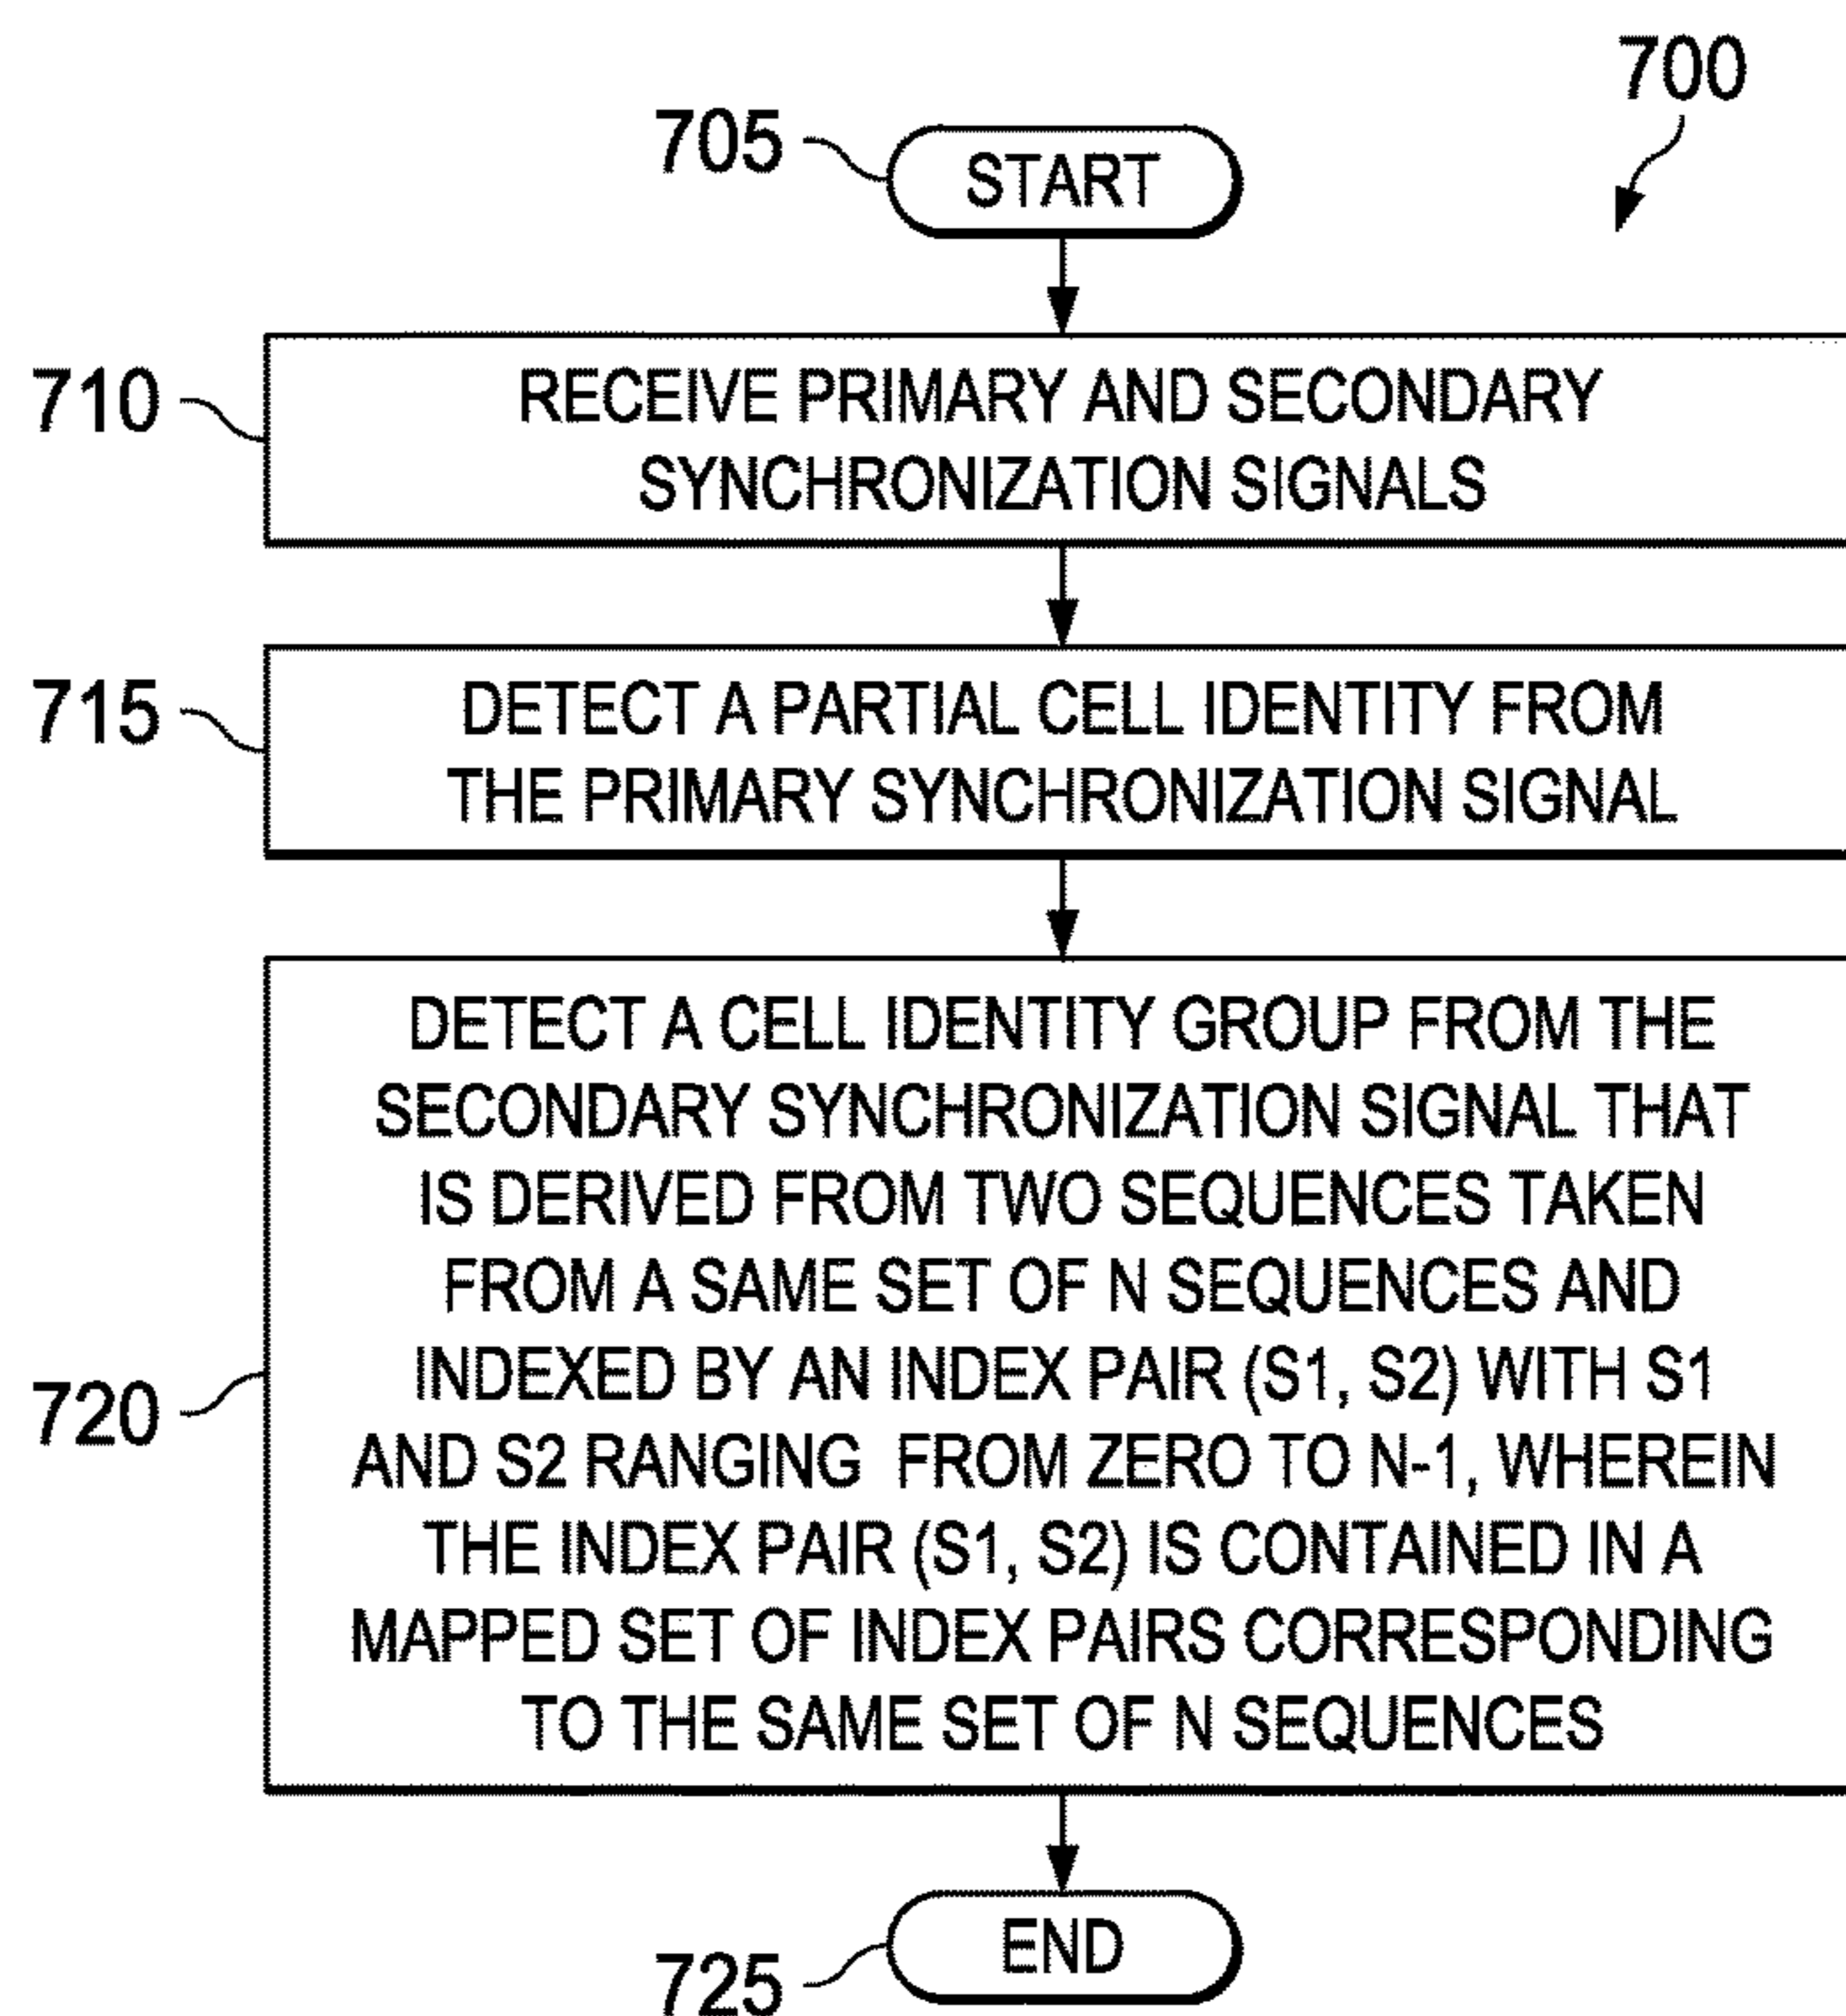 700
705
START
710
RECEIVE PRIMARY AND SECONDARY
SYNCHRONIZATION SIGNALS
715
DETECT A PARTIAL CELL IDENTITY FROM
THE PRIMARY SYNCHRONIZATION SIGNAL
720
DETECT A CELL IDENTITY GROUP FROM THE
SECONDARY SYNCHRONIZATION SIGNAL THAT
IS DERIVED FROM TWO SEQUENCES TAKEN
FROM A SAME SET OF N SEQUENCES AND
INDEXED BY AN INDEX PAIR (S1, S2) WITH S1
AND S2 RANGING FROM ZERO TO N-1, WHEREIN
THE INDEX PAIR (S1, S2) IS CONTAINED IN A
MAPPED SET OF INDEX PAIRS CORRESPONDING
TO THE SAME SET OF N SEQUENCES
725
END